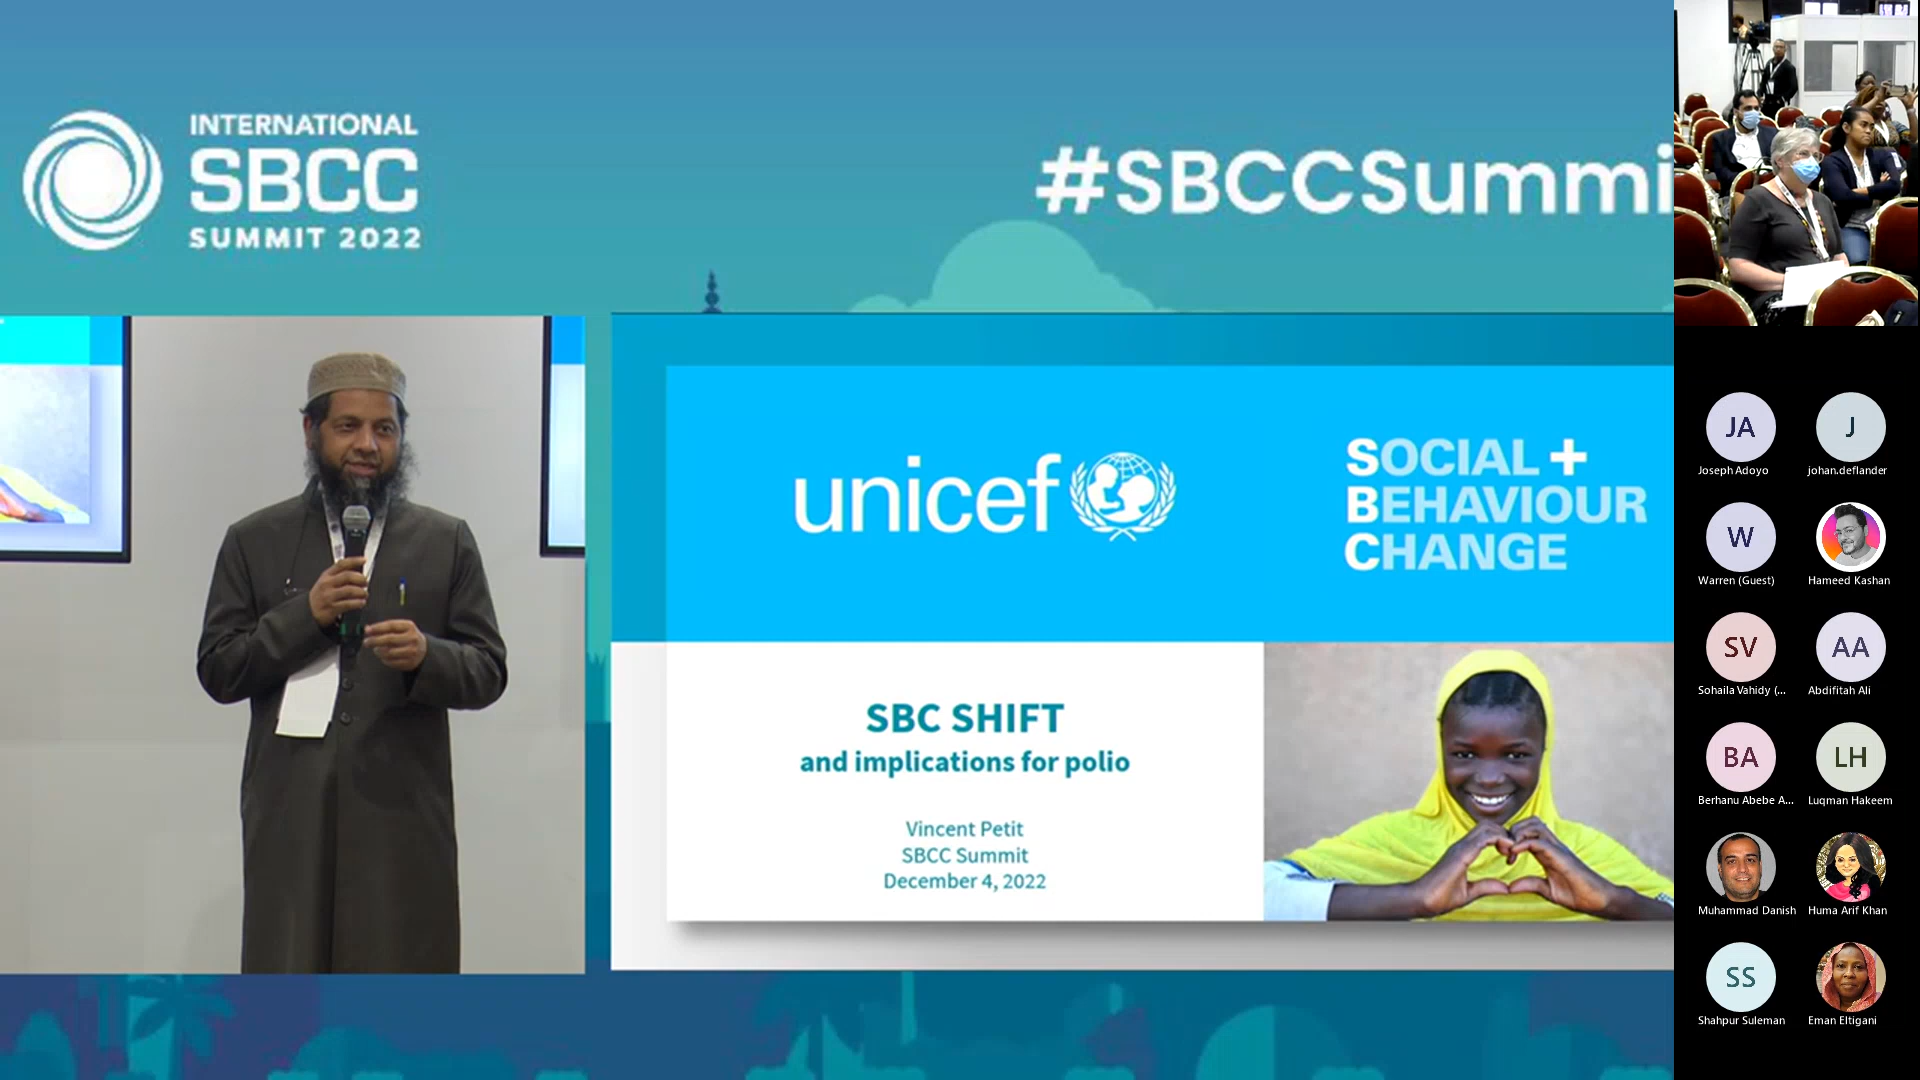 INTERNATIONAL
SBCC
SUMMIT 2022
#SBCCSummi
unicef
SOCIAL +
BEHAVIOUR
CHANGE
SBC SHIFT
and implications for polio
Vincent Petit
SBCC Summit
December 4, 2022
JA
Joseph Adoyo
J
johan.deflander
W
Warren (Guest)
Hameed Kashan
SV
Sohaila Vahidy (...
AA
Abdifitah Ali
BA
Berhanu Abebe A...
LH
Luqman Hakeem
Muhammad Danish
Huma Arif Khan
SS
Shahpur Suleman
Eman Eltigani